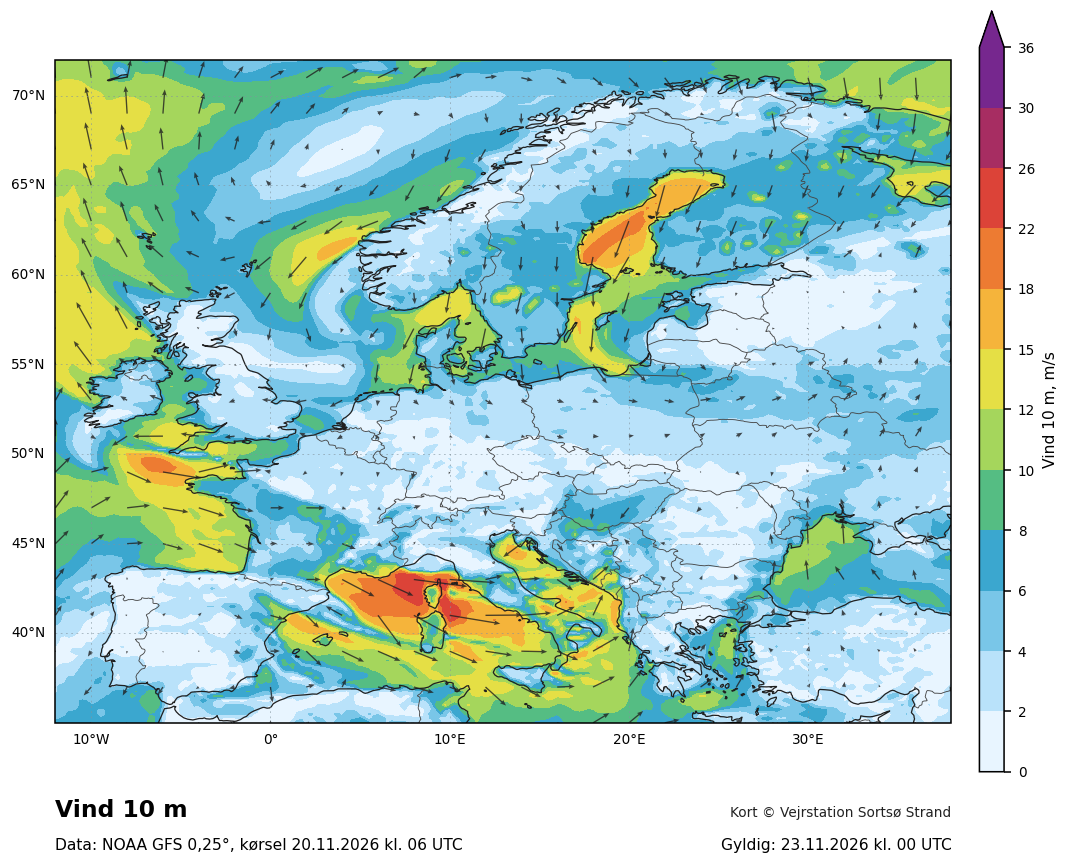 36
30
26
22
18
15
12
10
8
6
4
2
0
Vind 10 m, m/s
70°N
65°N
60°N
55°N
50°N
45°N
40°N
10°W
0°
10°E
20°E
30°E
Vind 10 m
Kort © Vejrstation Sortsø Strand
Data: NOAA GFS 0,25°, kørsel 20.11.2026 kl. 06 UTC
Gyldig: 23.11.2026 kl. 00 UTC